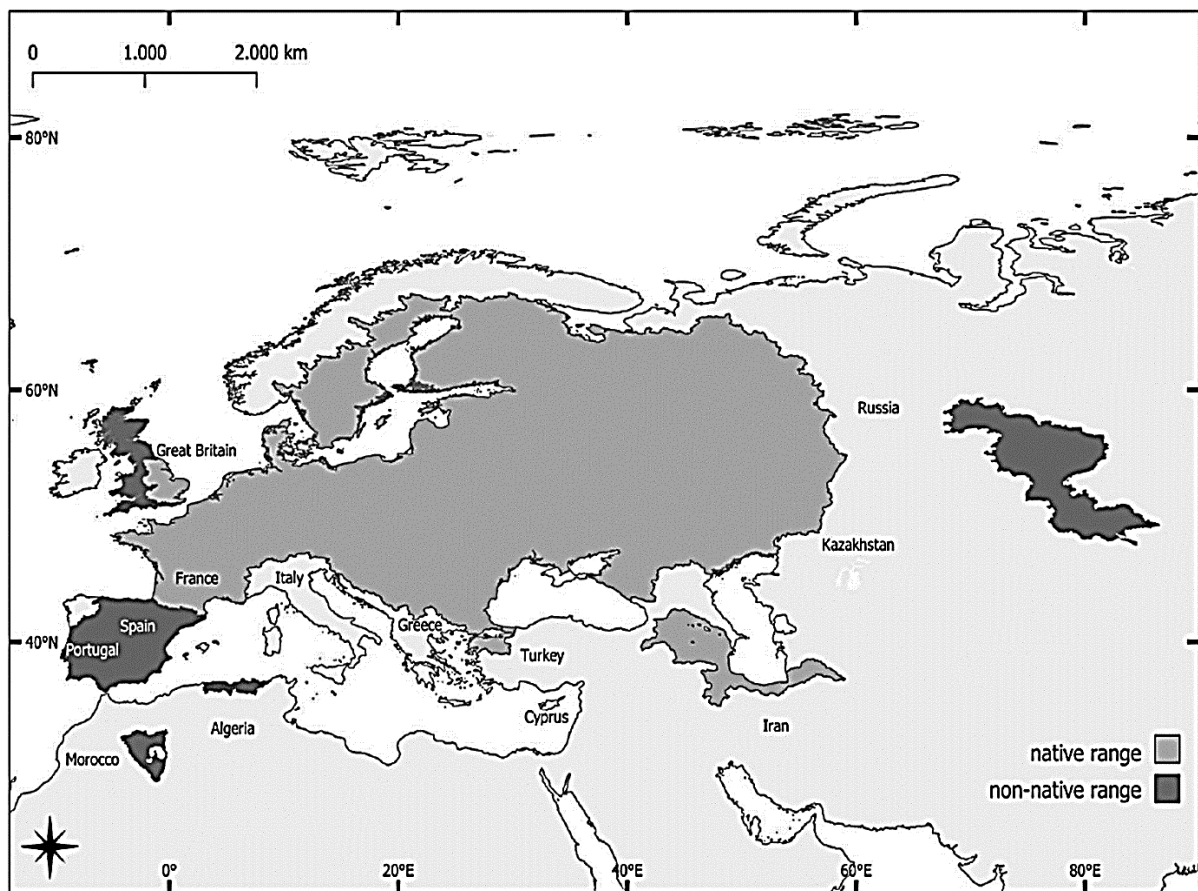 0 1.000 2.000 km
80°N
60°N
Russia
Great Britain
Kazakhstan
France
Italy
Spain
Greece
40°N
Portugal
Turkey
Cyprus
Algeria
Iran
Morocco
native range
non-native range
0° 20°E 40°E 60°E 80°E